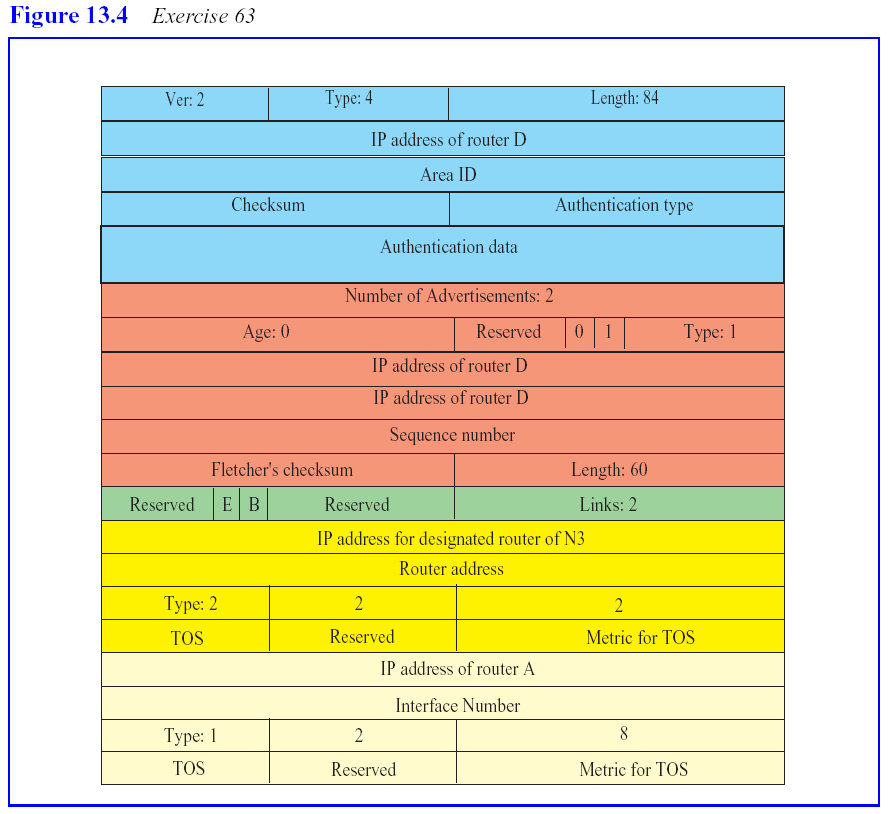 Figure 13.4 Exercise 63
Ver: 2 Type: 4 Length: 84
IP address of router D
Area ID
Checksum Authentication type
Authentication data
Number of Advertisements: 2
Age: 0 Reserved 0 1 Type: 1
IP address of router D
IP address of router D
Sequence number
Fletcher's checksum Length: 60
Reserved E B Reserved Links: 2
IP address for designated router of N3
Router address
Type: 2 2 2
TOS Reserved Metric for TOS
IP address of router A
Interface Number
Type: 1 2 8
TOS Reserved Metric for TOS